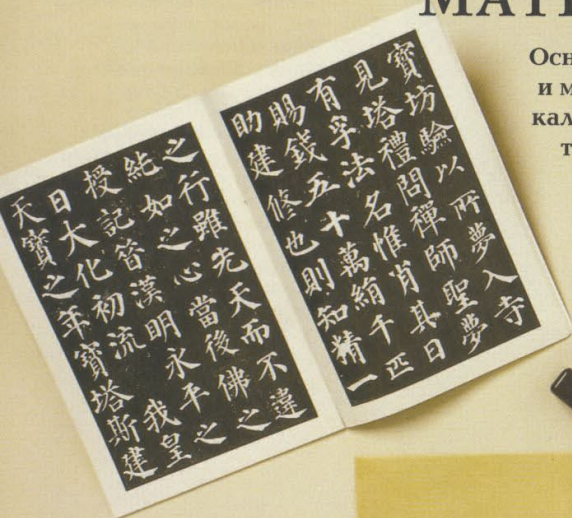 Осн
и м
кал
т
寶坊驗以所夢入寺
見塔禮問禪師聖夢
有孚法名惟肖其日
賜錢五十萬絹千匹
助建修也則知精一
之行雖先天而不違
純如之心當後佛之
授記昔漢明永平之
日大化初流 我皇
天寶之年寶塔斯建